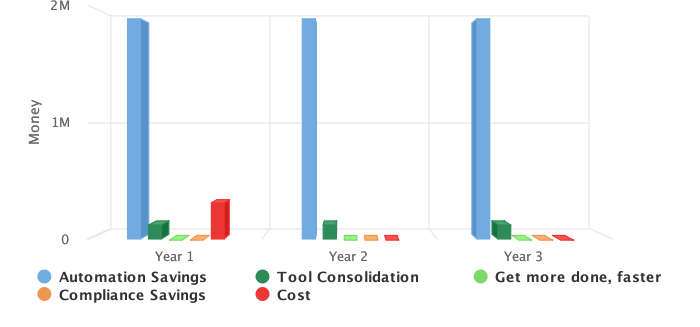 2M
1M
0
Money
Year 1 Year 2 Year 3
Automation Savings Tool Consolidation Get more done, faster
Compliance Savings Cost